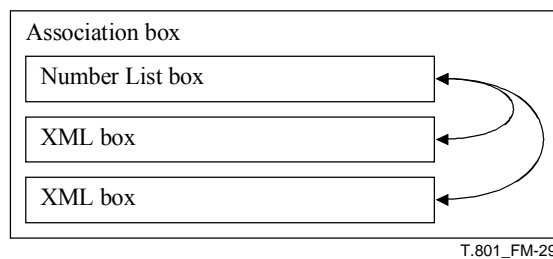 Association box
Number List box
XML box
XML box
T.801_FM-29